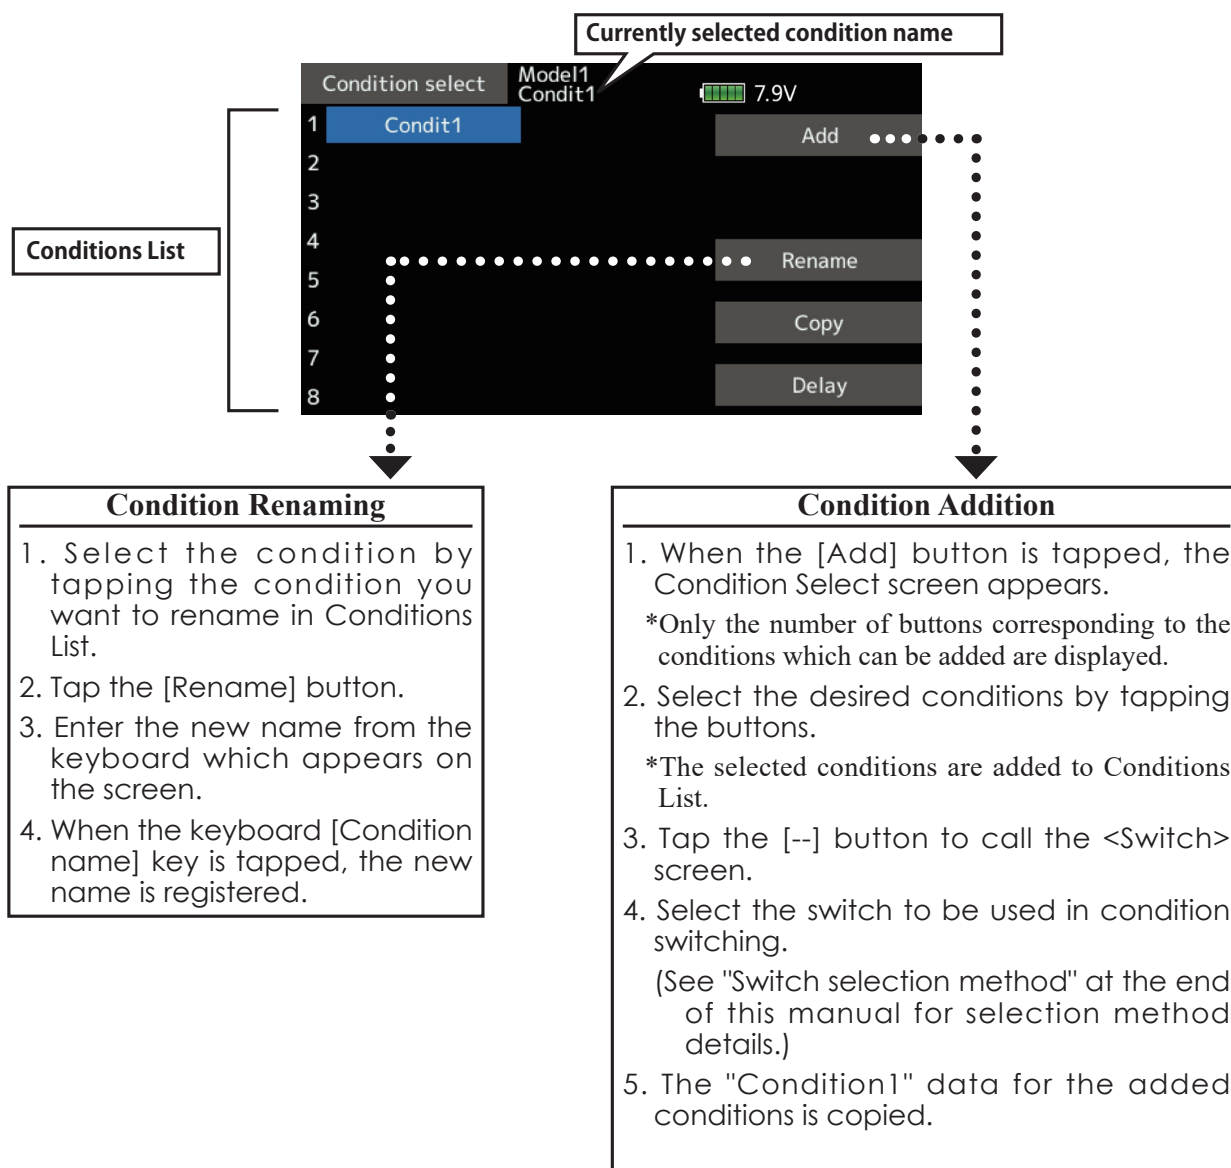 Currently selected condition name
Condition select
Model1
Condit1
7.9V
1 Condit1
Add
2
3
Conditions List
4
Rename
5
6
Copy
7
Delay
8
Condition Renaming
1. Select the condition by
tapping the condition you
want to rename in Conditions
List.
2. Tap the [Rename] button.
3. Enter the new name from the
keyboard which appears on
the screen.
4. When the keyboard [Condition
name] key is tapped, the new
name is registered.
Condition Addition
1. When the [Add] button is tapped, the
Condition Select screen appears.
*Only the number of buttons corresponding to the
conditions which can be added are displayed.
2. Select the desired conditions by tapping
the buttons.
*The selected conditions are added to Conditions
List.
3. Tap the [--] button to call the <Switch>
screen.
4. Select the switch to be used in condition
switching.
(See "Switch selection method" at the end
of this manual for selection method
details.)
5. The "Condition1" data for the added
conditions is copied.